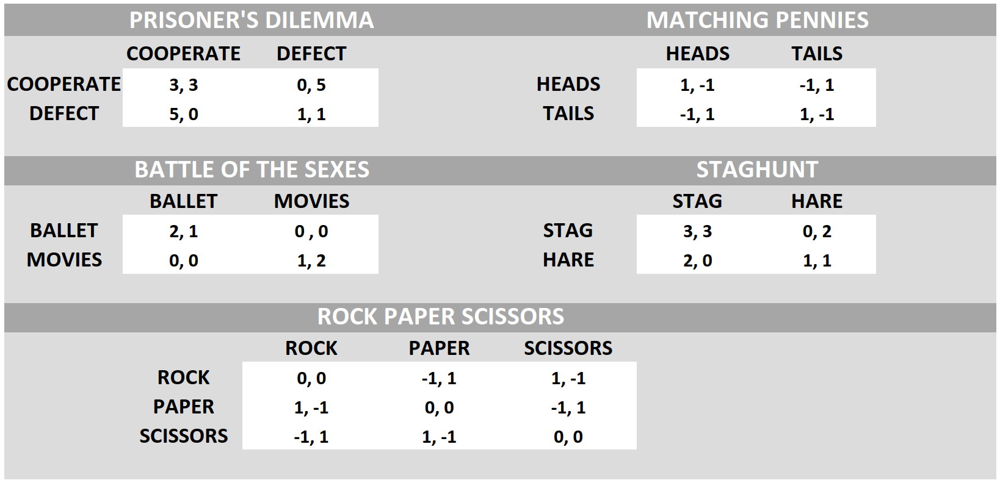 PRISONER'S DILEMMA MATCHING PENNIES
COOPERATE DEFECT HEADS TAILS
COOPERATE 3, 3 0, 5 HEADS 1, -1 -1, 1
DEFECT 5, 0 1, 1 TAILS -1, 1 1, -1
BATTLE OF THE SEXES STAGHUNT
BALLET MOVIES STAG HARE
BALLET 2, 1 0 , 0 STAG 3, 3 0, 2
MOVIES 0, 0 1, 2 HARE 2, 0 1, 1
ROCK PAPER SCISSORS
ROCK PAPER SCISSORS
ROCK 0, 0 -1, 1 1, -1
PAPER 1, -1 0, 0 -1, 1
SCISSORS -1, 1 1, -1 0, 0